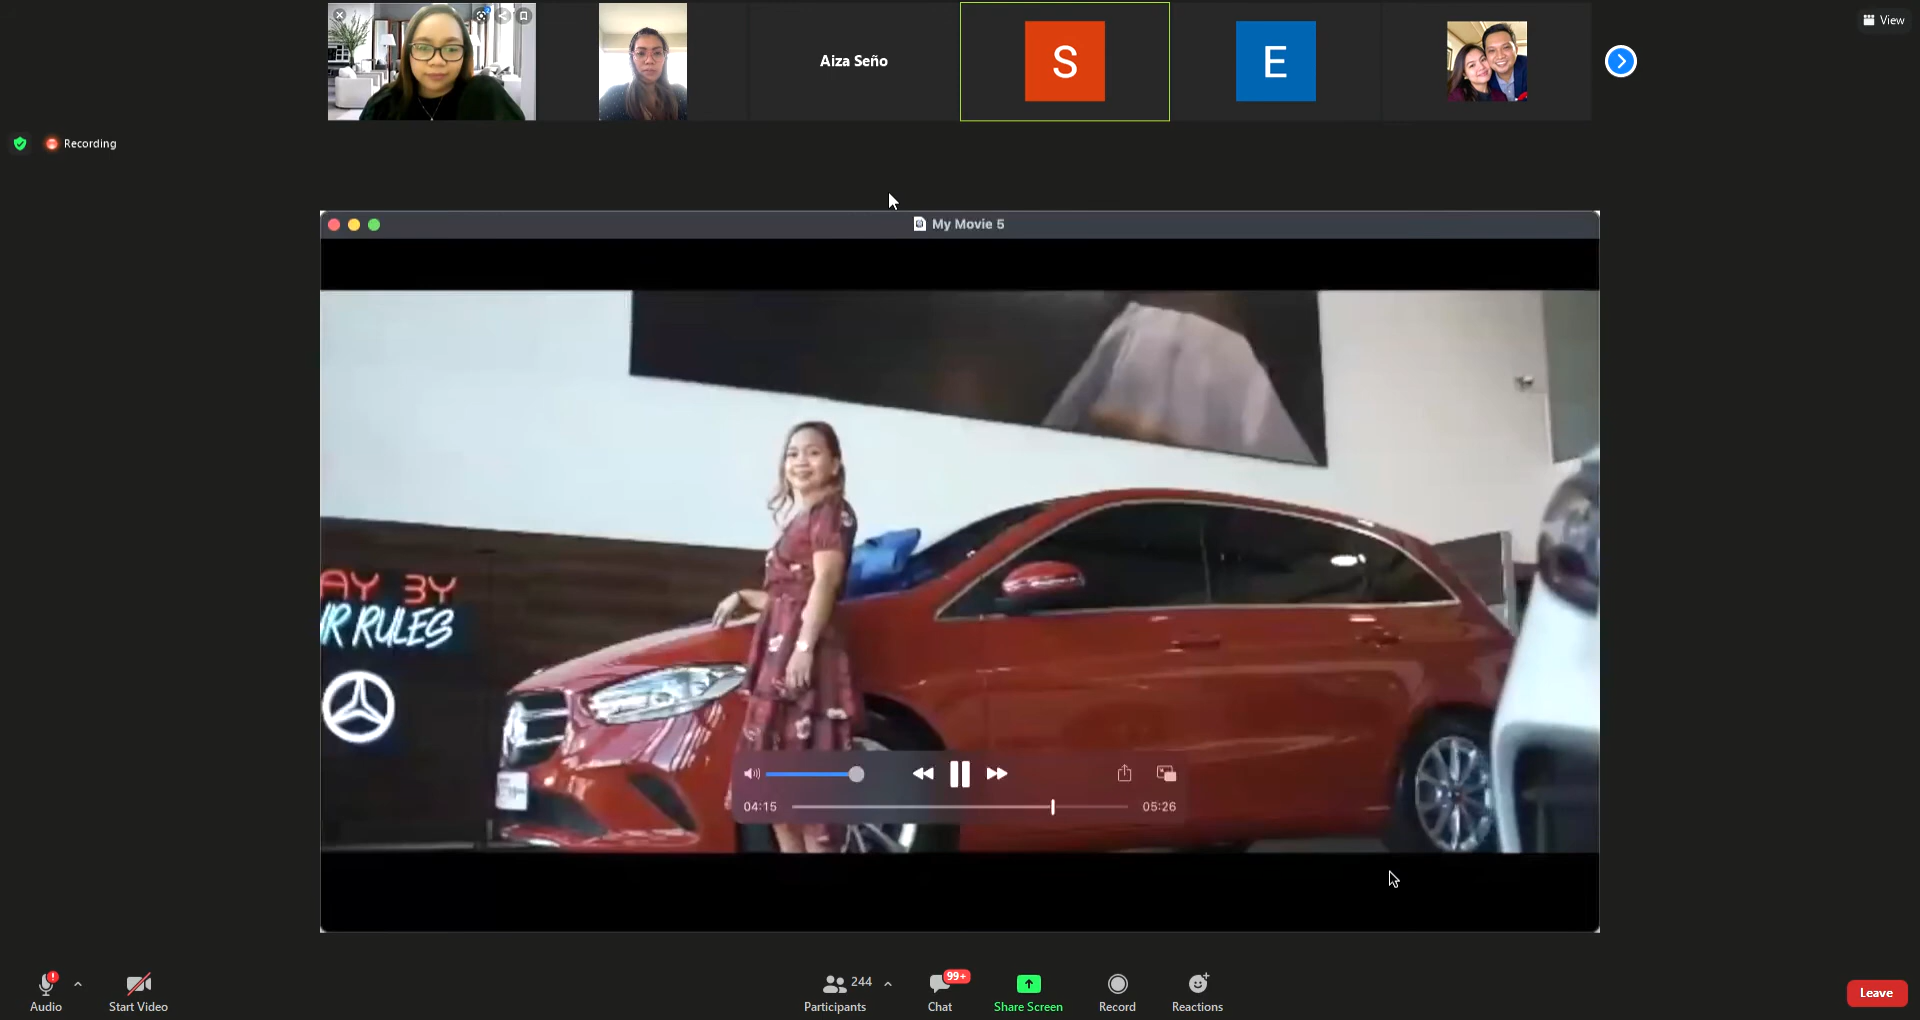 View
Aiza Seño
S
E
Recording
My Movie 5
AY BY
R RULES
04:15
05:26
Audio
Start Video
244
Participants
99+
Chat
Share Screen
Record
Reactions
Leave